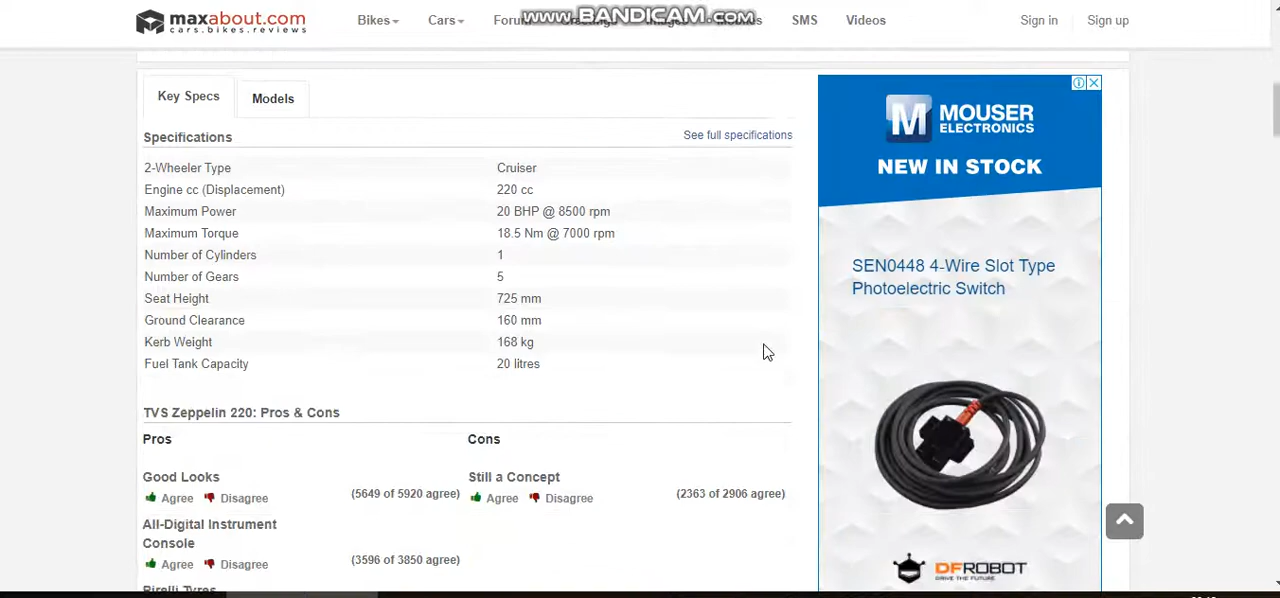 maxabout.com
cars.bikes.reviews
Bikes
Cars
www.BANDICAM.com
SMS
Videos
Sign in
Sign up
Key Specs
Models
Specifications
See full specifications
2-Wheeler Type Cruiser
Engine cc (Displacement) 220 cc
Maximum Power 20 BHP @ 8500 rpm
Maximum Torque 18.5 Nm @ 7000 rpm
Number of Cylinders 1
Number of Gears 5
Seat Height 725 mm
Ground Clearance 160 mm
Kerb Weight 168 kg
Fuel Tank Capacity 20 litres
TVS Zeppelin 220: Pros & Cons
Pros
Good Looks
Agree Disagree (5649 of 5920 agree)
All-Digital Instrument
Console
Agree Disagree (3596 of 3850 agree)
Pirelli Tyres
Cons
Still a Concept
Agree Disagree (2363 of 2906 agree)
M MOUSER
ELECTRONICS
NEW IN STOCK
SEN0448 4-Wire Slot Type
Photoelectric Switch
DFROBOT
DRIVE THE FUTURE